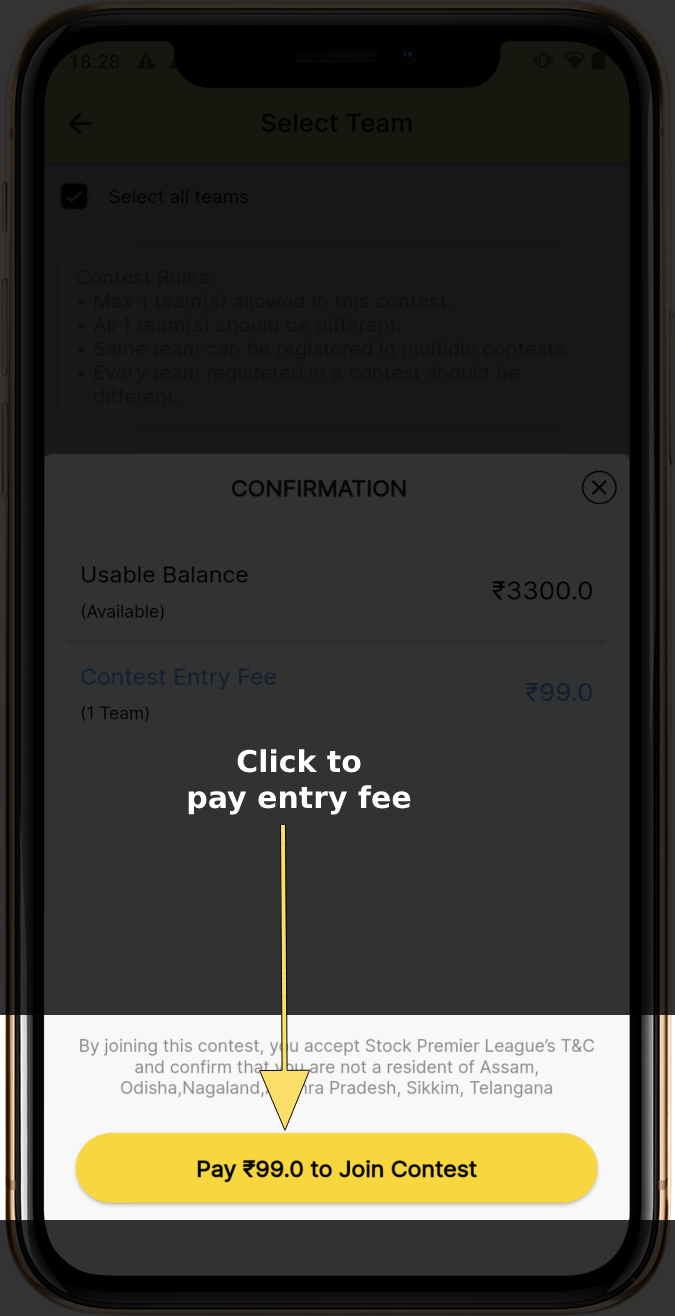 18:28
Select Team
Select all teams
Contest Rules:
• Max 1 team(s) allowed in this contest.
• All 1 team(s) should be different.
• Same team can be registered in multiple contests.
• Every team registered in a contest should be
different.
CONFIRMATION
Usable Balance
₹3300.0
(Available)
Contest Entry Fee
₹99.0
(1 Team)
Click to
pay entry fee
By joining this contest, you accept Stock Premier League’s T&C
and confirm that you are not a resident of Assam,
Odisha,Nagaland, Pradesh, Sikkim, Telangana
Pay ₹99.0 to Join Contest